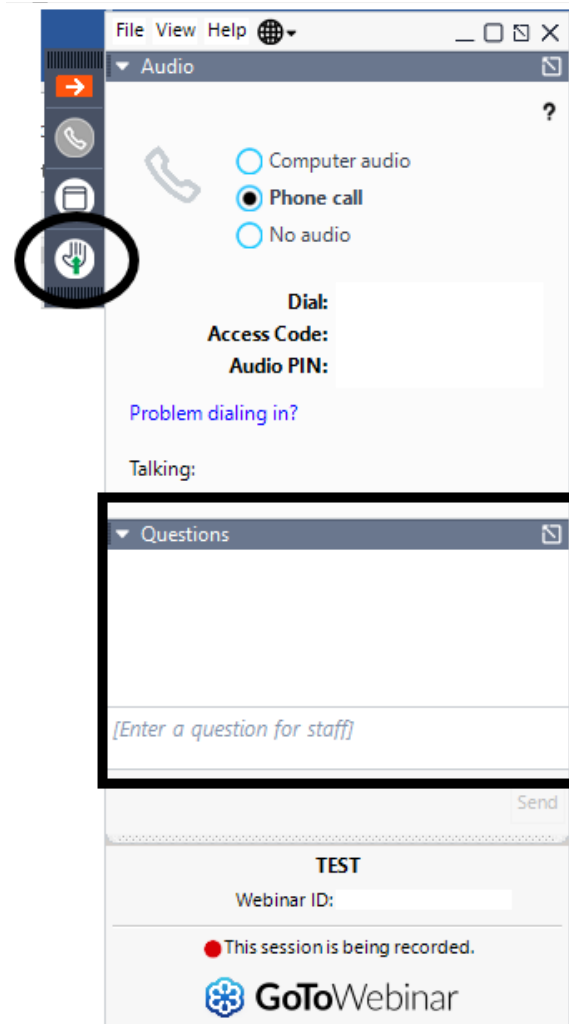 File View Help
Audio
?
Computer audio
Phone call
No audio
Dial:
Access Code:
Audio PIN:
Problem dialing in?
Talking:
Questions
[Enter a question for staff]
Send
TEST
Webinar ID:
This session is being recorded.
GoToWebinar